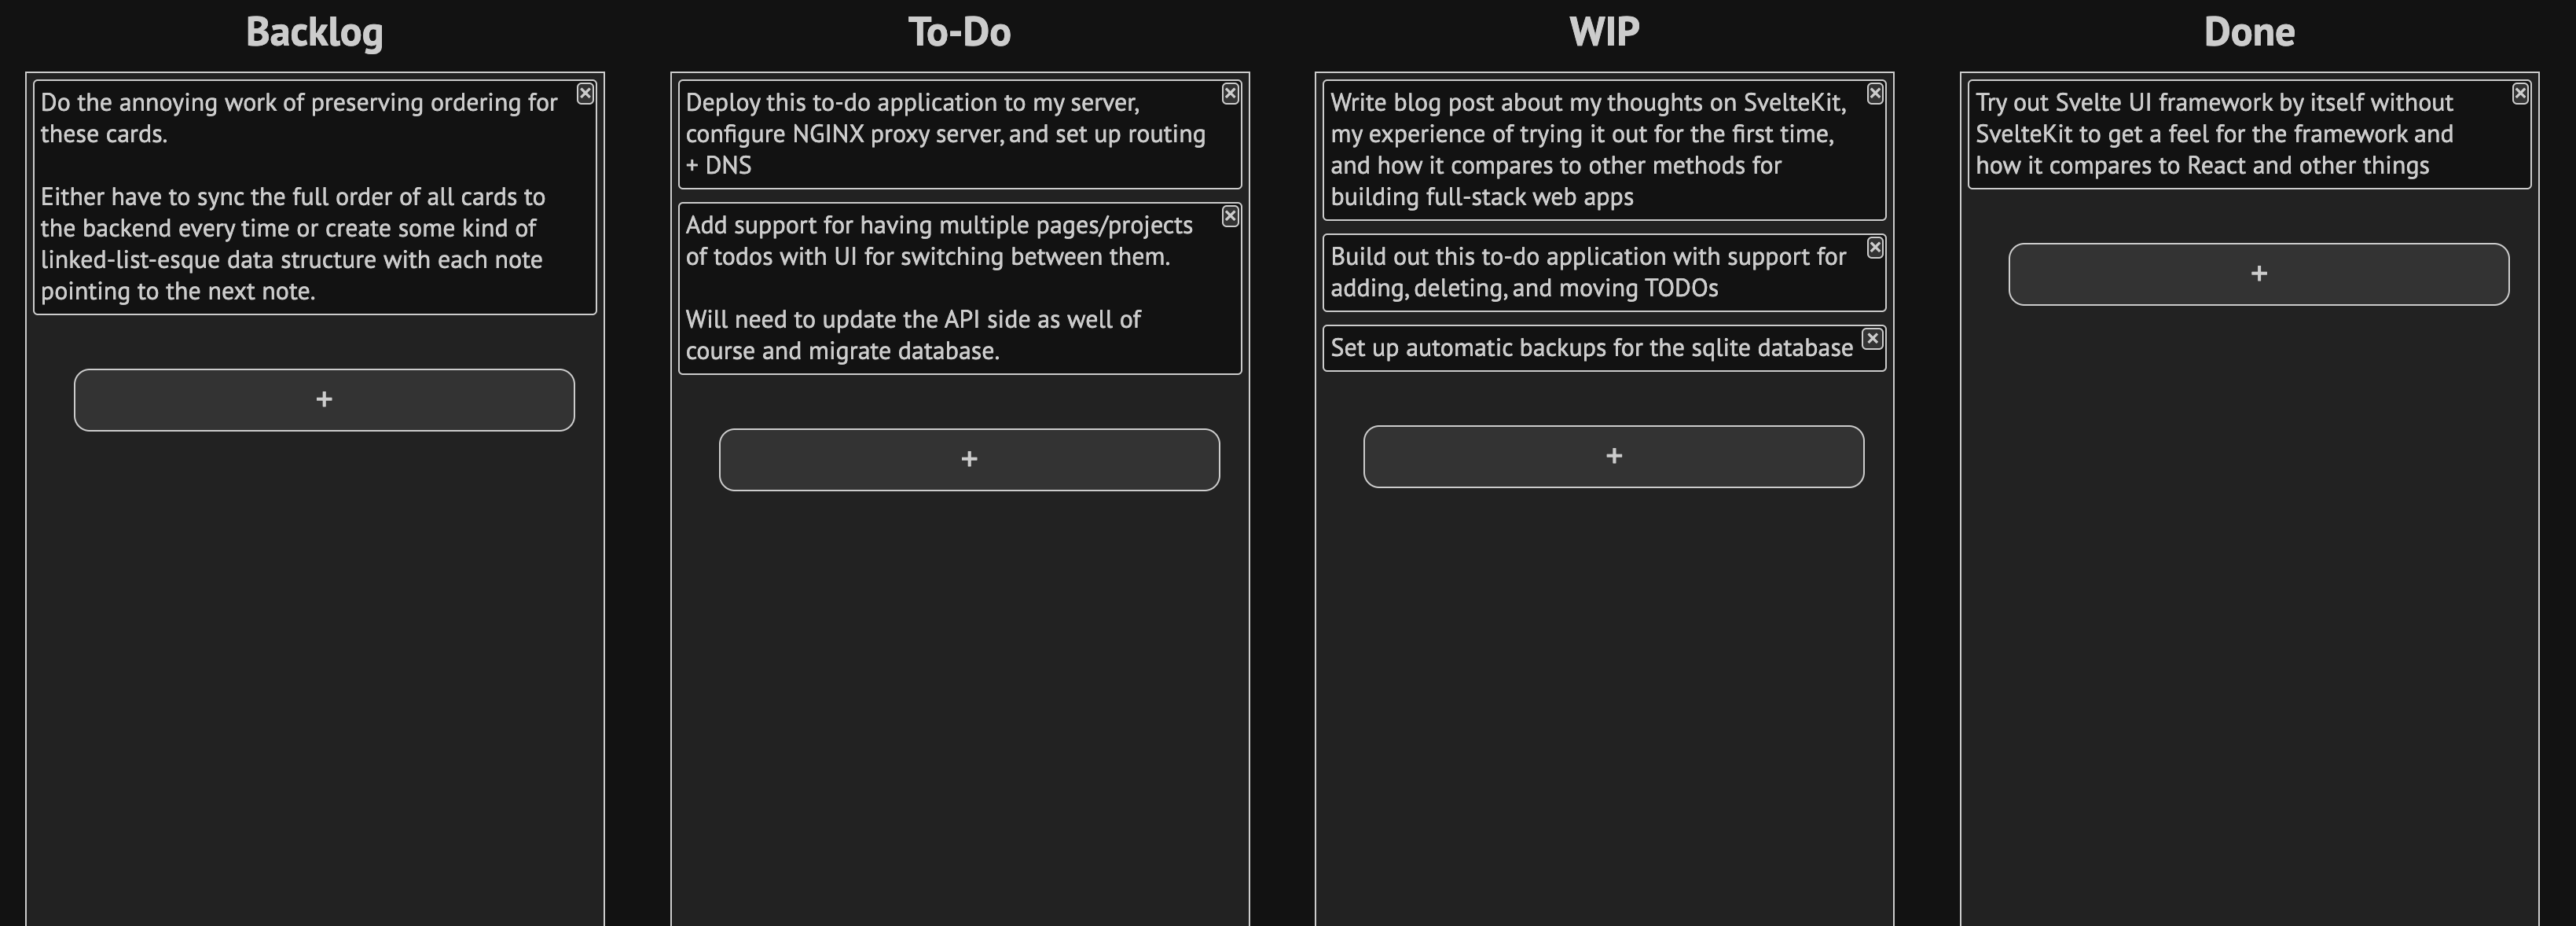 Backlog
Do the annoying work of preserving ordering for
these cards.
Either have to sync the full order of all cards to
the backend every time or create some kind of
linked-list-esque data structure with each note
pointing to the next note.
+
To-Do
Deploy this to-do application to my server,
configure NGINX proxy server, and set up routing
+ DNS
Add support for having multiple pages/projects
of todos with UI for switching between them.
Will need to update the API side as well of
course and migrate database.
+
WIP
Write blog post about my thoughts on SvelteKit,
my experience of trying it out for the first time,
and how it compares to other methods for
building full-stack web apps
Build out this to-do application with support for
adding, deleting, and moving TODOs
Set up automatic backups for the sqlite database
+
Done
Try out Svelte UI framework by itself without
SvelteKit to get a feel for the framework and
how it compares to React and other things
+